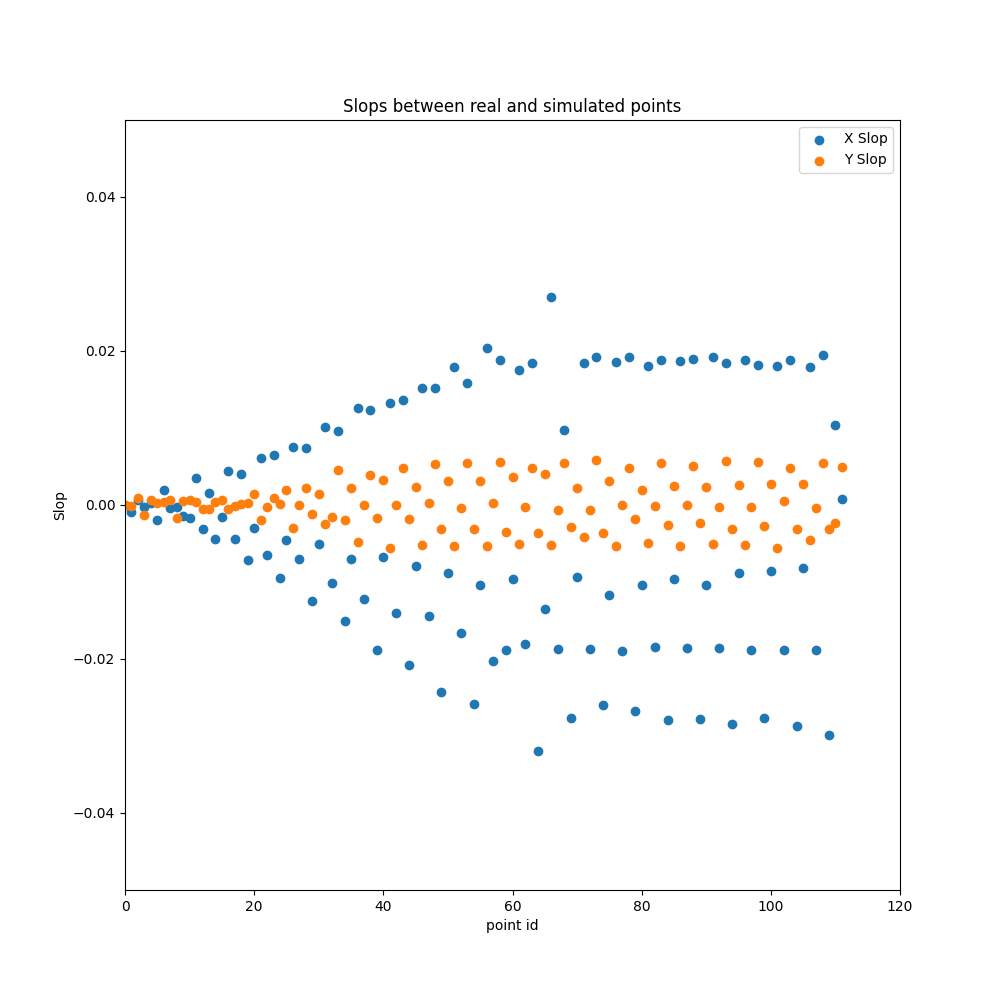 Slops between real and simulated points
X Slop
Y Slop
0.04
0.02
0.00
−0.02
−0.04
Slop
0 20 40 60 80 100 120
point id